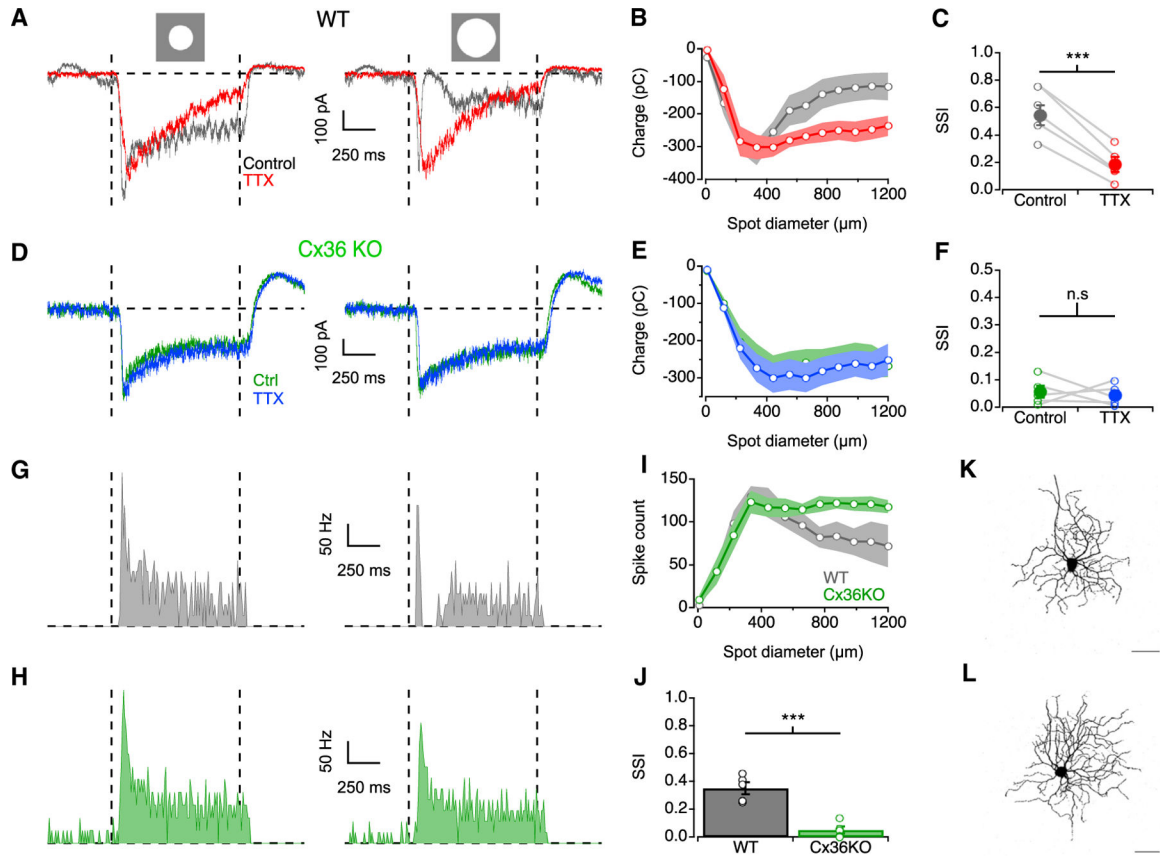 A
WT
100 pA
250 ms
Control
TTX
B
0
-100
-200
-300
-400
Charge (pC)
0
400
800
1200
Spot diameter (µm)
C
1.0
0.8
0.6
0.4
0.2
0.0
SSI
***
Control
TTX
D
Cx36 KO
100 pA
250 ms
Ctrl
TTX
E
0
-100
-200
-300
Charge (pC)
0
400
800
1200
Spot diameter (µm)
F
0.5
0.4
0.3
0.2
0.1
0.0
SSI
n.s
Control
TTX
G
50 Hz
250 ms
I
150
100
50
0
Spike count
WT
Cx36KO
0
400
800
1200
Spot diameter (µm)
K
H
50 Hz
250 ms
J
1.0
0.8
0.6
0.4
0.2
0.0
SSI
***
WT
Cx36KO
L